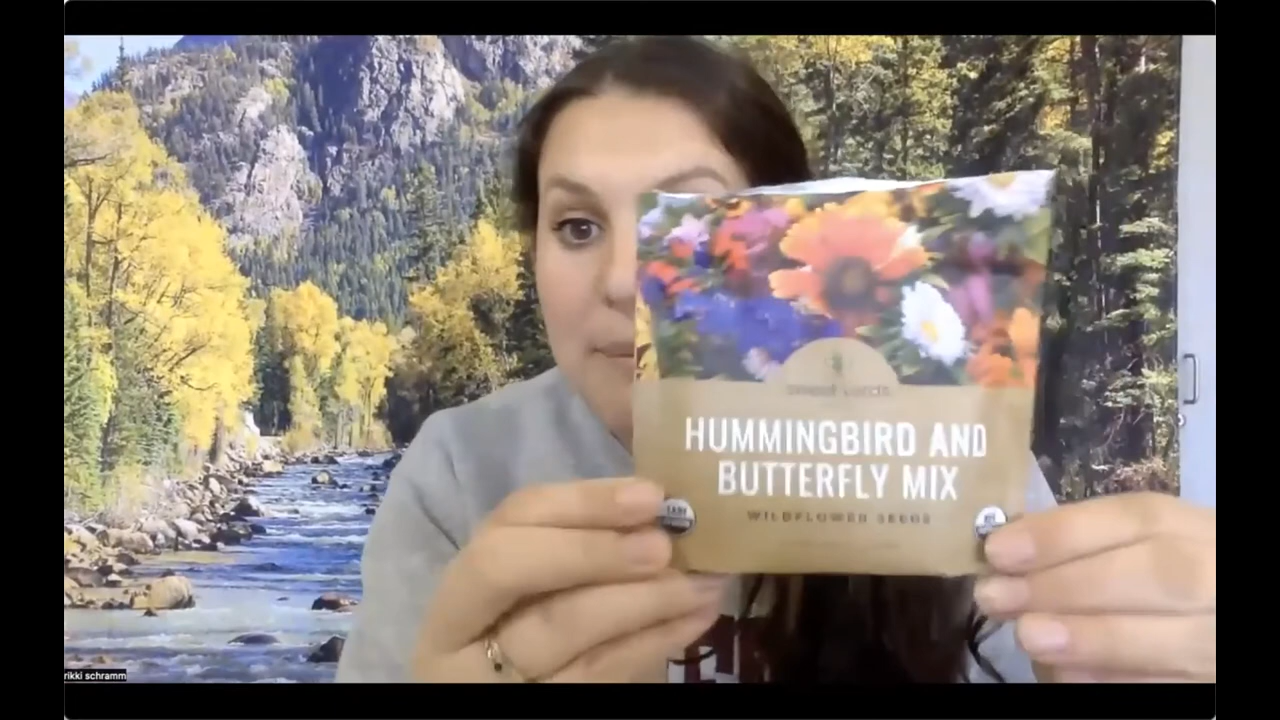 HUMMINGBIRD AND
BUTTERFLY MIX
WILDFLOWER SEEDS
rikki schramm